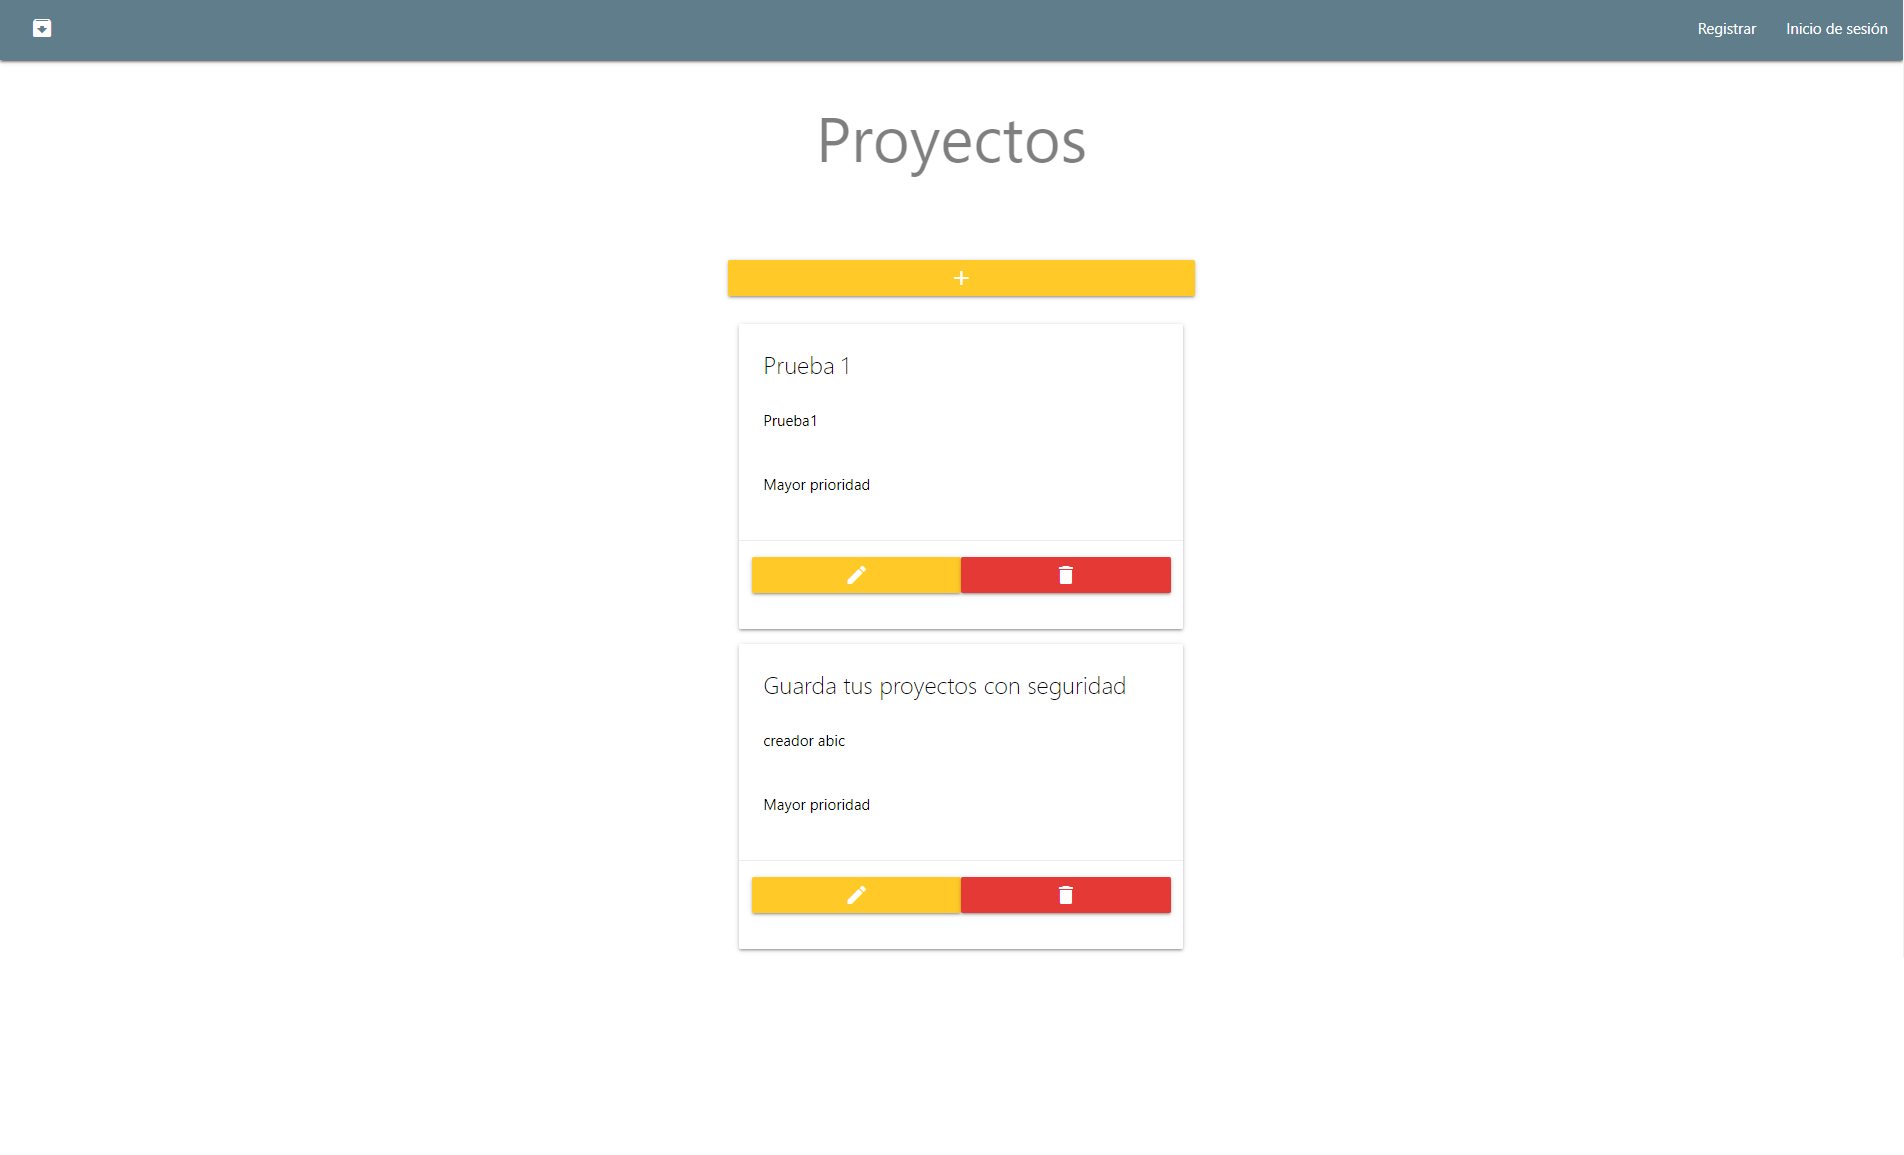 Registrar
Inicio de sesión
Proyectos
Prueba 1
Prueba1
Mayor prioridad
Guarda tus proyectos con seguridad
creador abic
Mayor prioridad